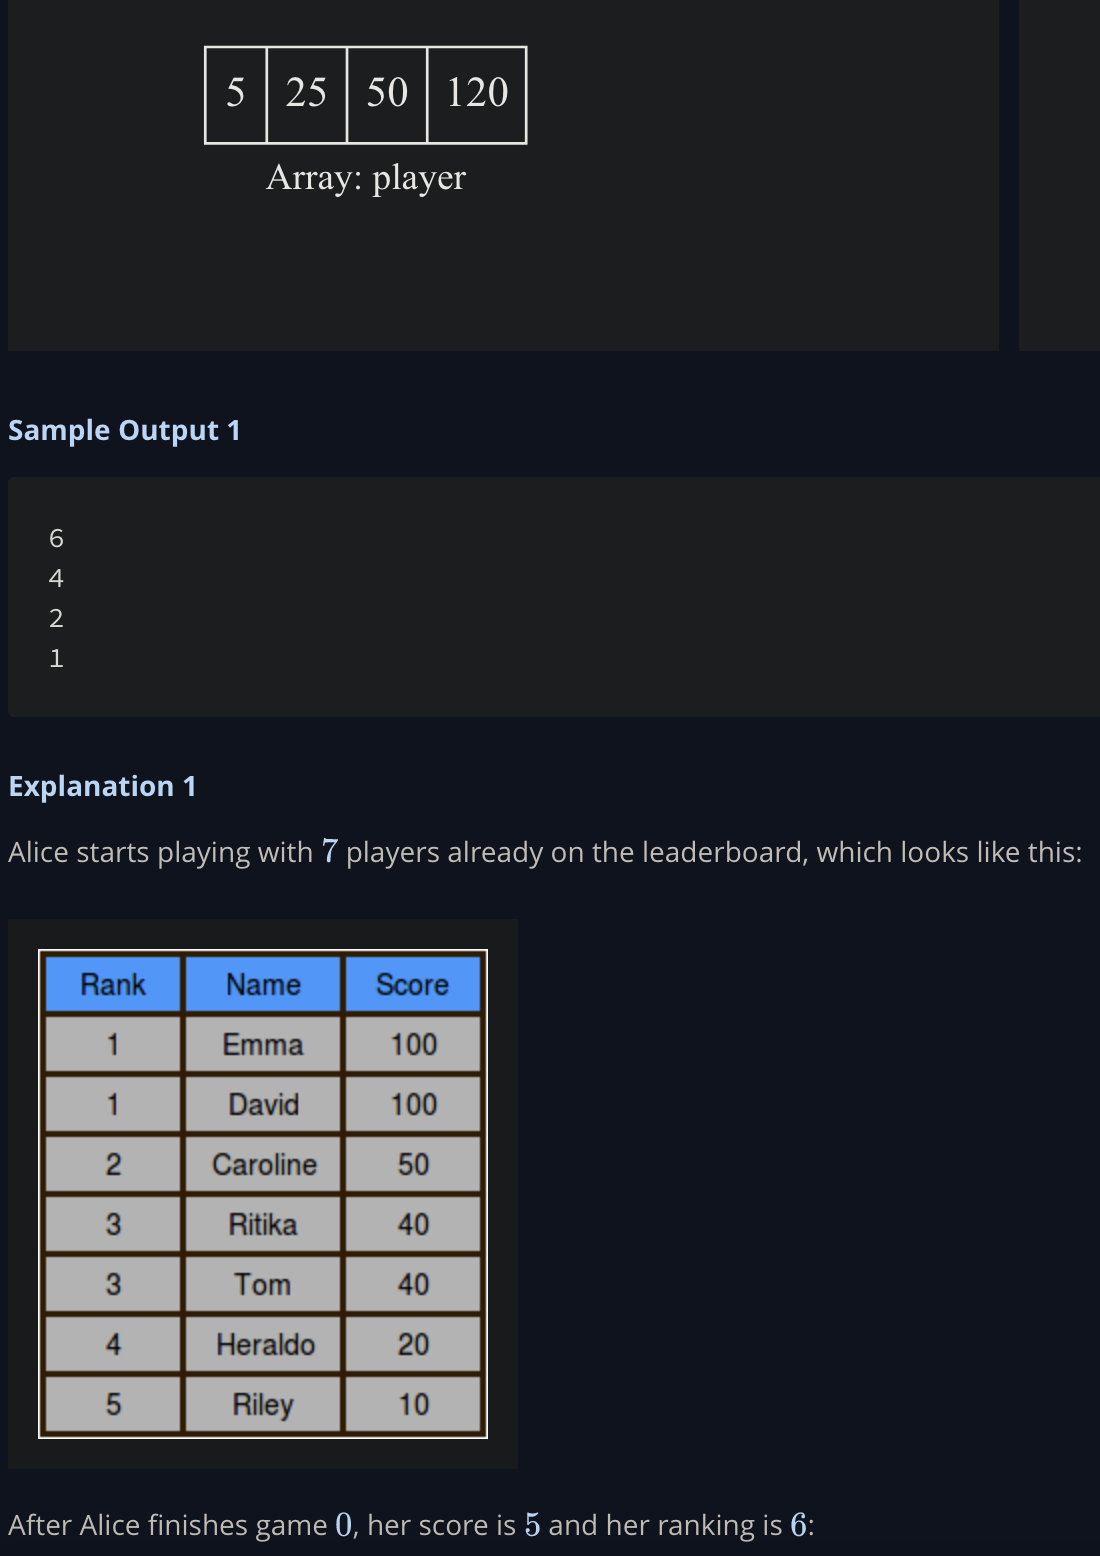 5 25 50 120
Array: player
Sample Output 1
6
4
2
1
Explanation 1
Alice starts playing with 7 players already on the leaderboard, which looks like this:
Rank Name Score
1 Emma 100
1 David 100
2 Caroline 50
3 Ritika 40
3 Tom 40
4 Heraldo 20
5 Riley 10
After Alice finishes game 0, her score is 5 and her ranking is 6: